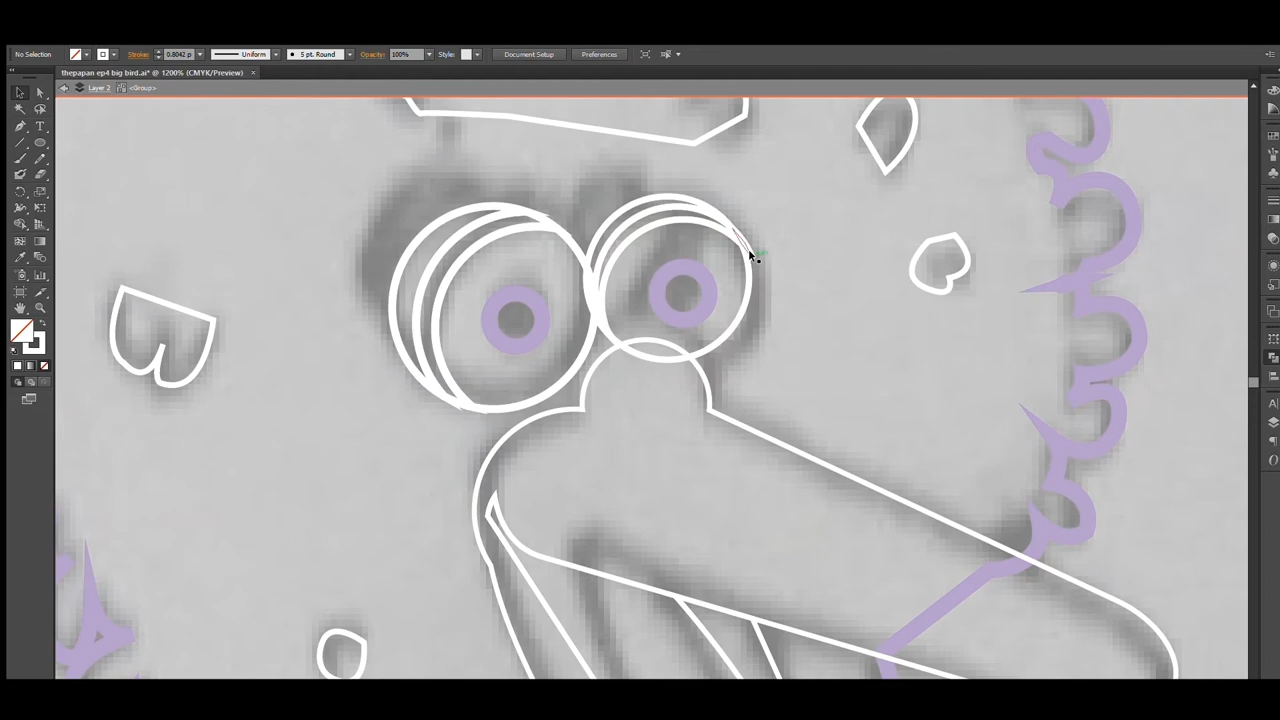 No Selection Stroke: 0.8042 p Uniform 5 pt. Round Opacity: 100% Style: Document Setup Preferences
thepapan ep4 big bird.ai* @ 1200% (CMYK/Preview) ×
Layer 2 <Group>